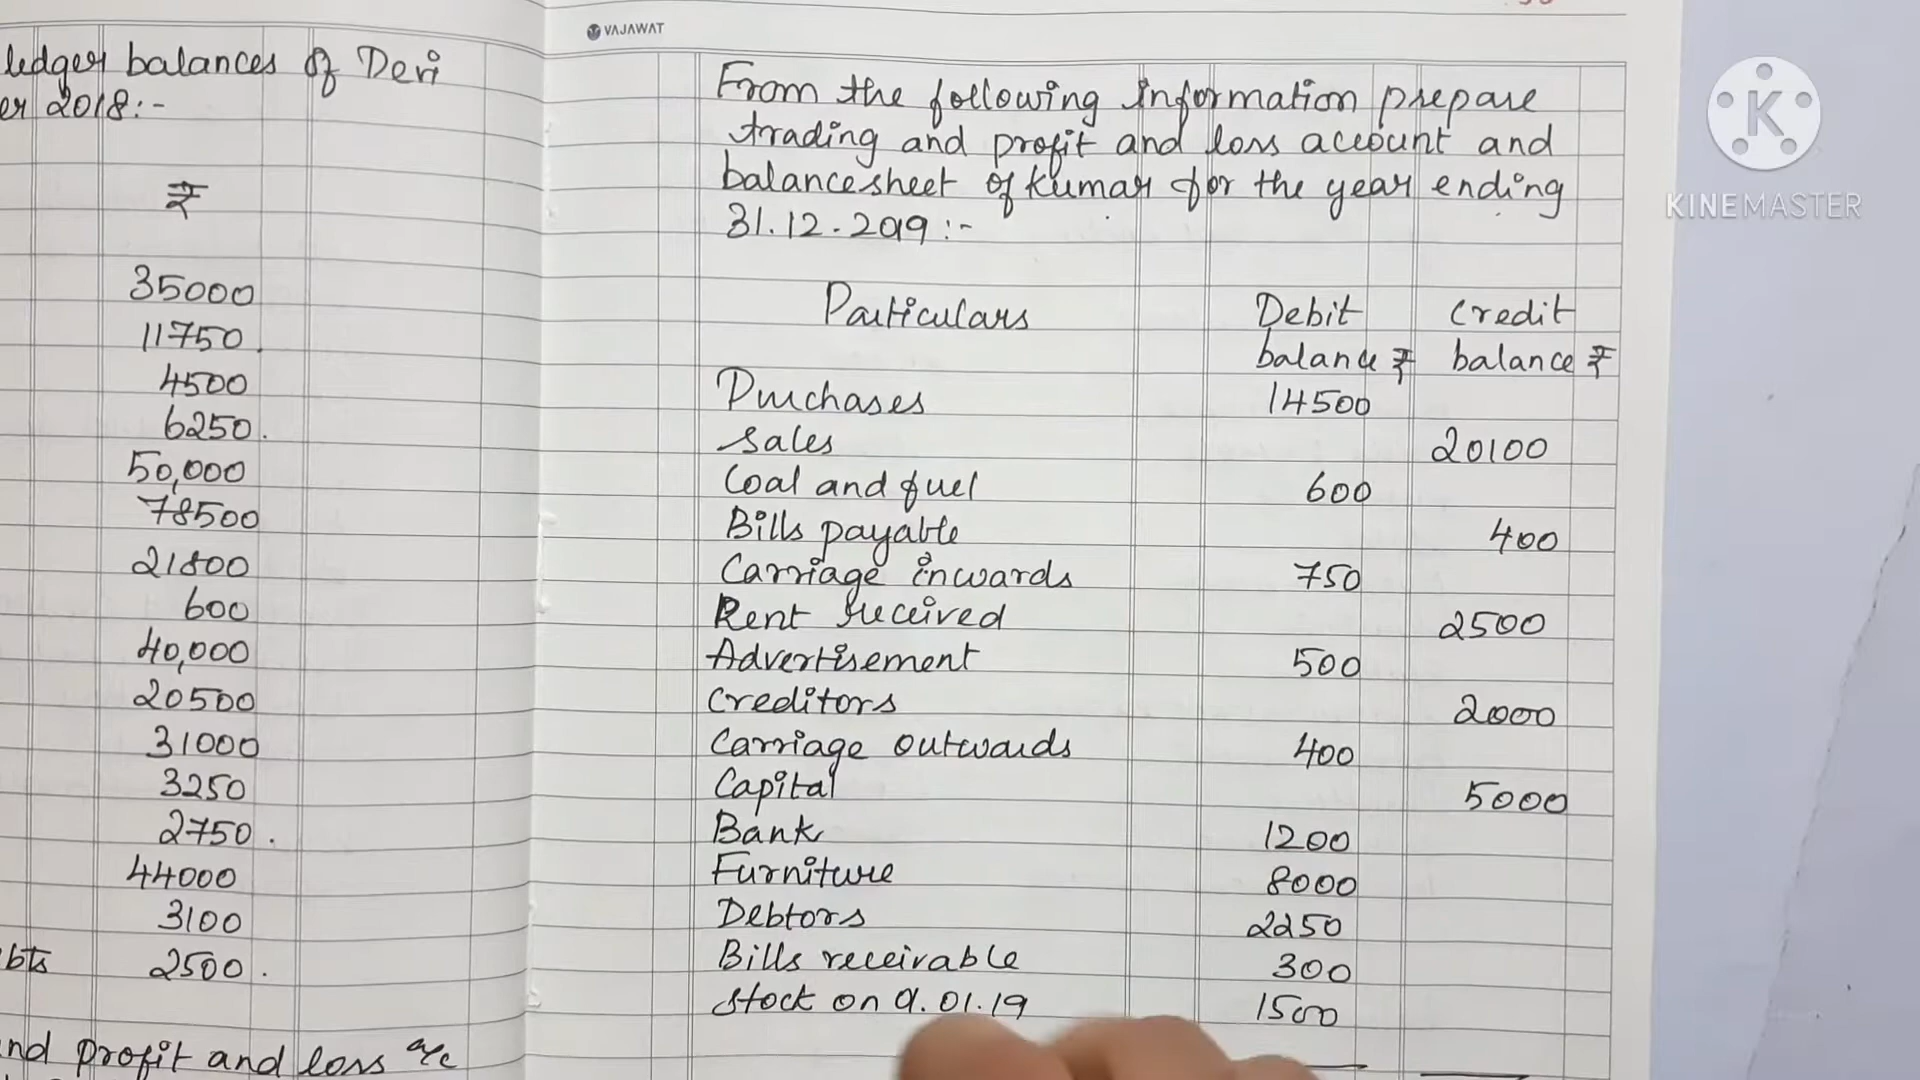 ledger balances of Devi
er 2018:-
₹
35000
11750.
4500
6250.
50,000
78500
21800
600
40,000
20500
31000
3250
2750.
44000
3100
bts 2500.
nd profit and loss a/c
VAJAWAT
From the following information prepare
trading and profit and loss account and
balancesheet of Kumar for the year ending
31.12.2019:-
Particulars Debit balance ₹ Credit balance ₹
Purchases 14500
Sales 20100
Coal and fuel 600
Bills payable 400
Carriage inwards 750
Rent received 2500
Advertisement 500
Creditors 2000
Carriage outwards 400
Capital 5000
Bank 1200
Furniture 8000
Debtors 2250
Bills receivable 300
Stock on 01.01.19 1500
K
KINEMASTER